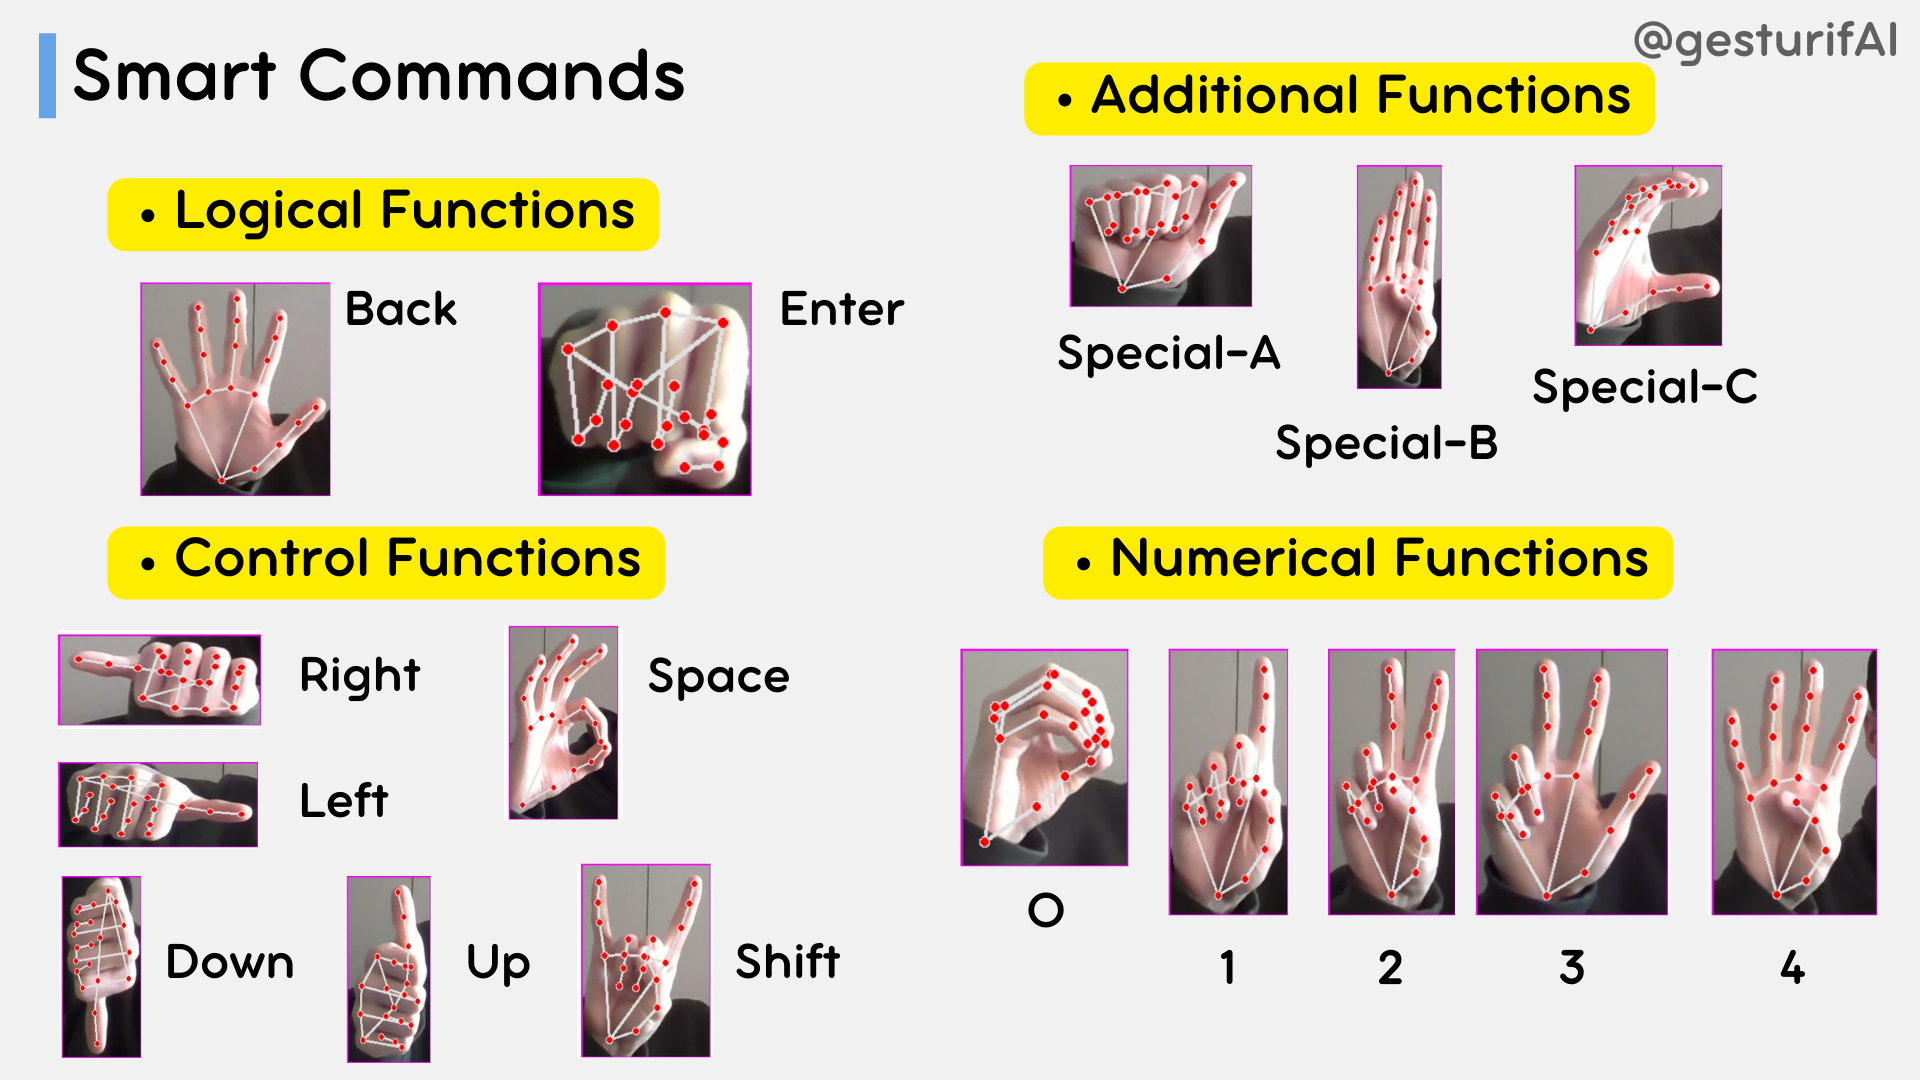 @gesturifAI
Smart Commands
• Logical Functions
Back
Enter
• Control Functions
Right
Space
Left
Down
Up
Shift
• Additional Functions
Special-A
Special-B
Special-C
• Numerical Functions
0
1
2
3
4